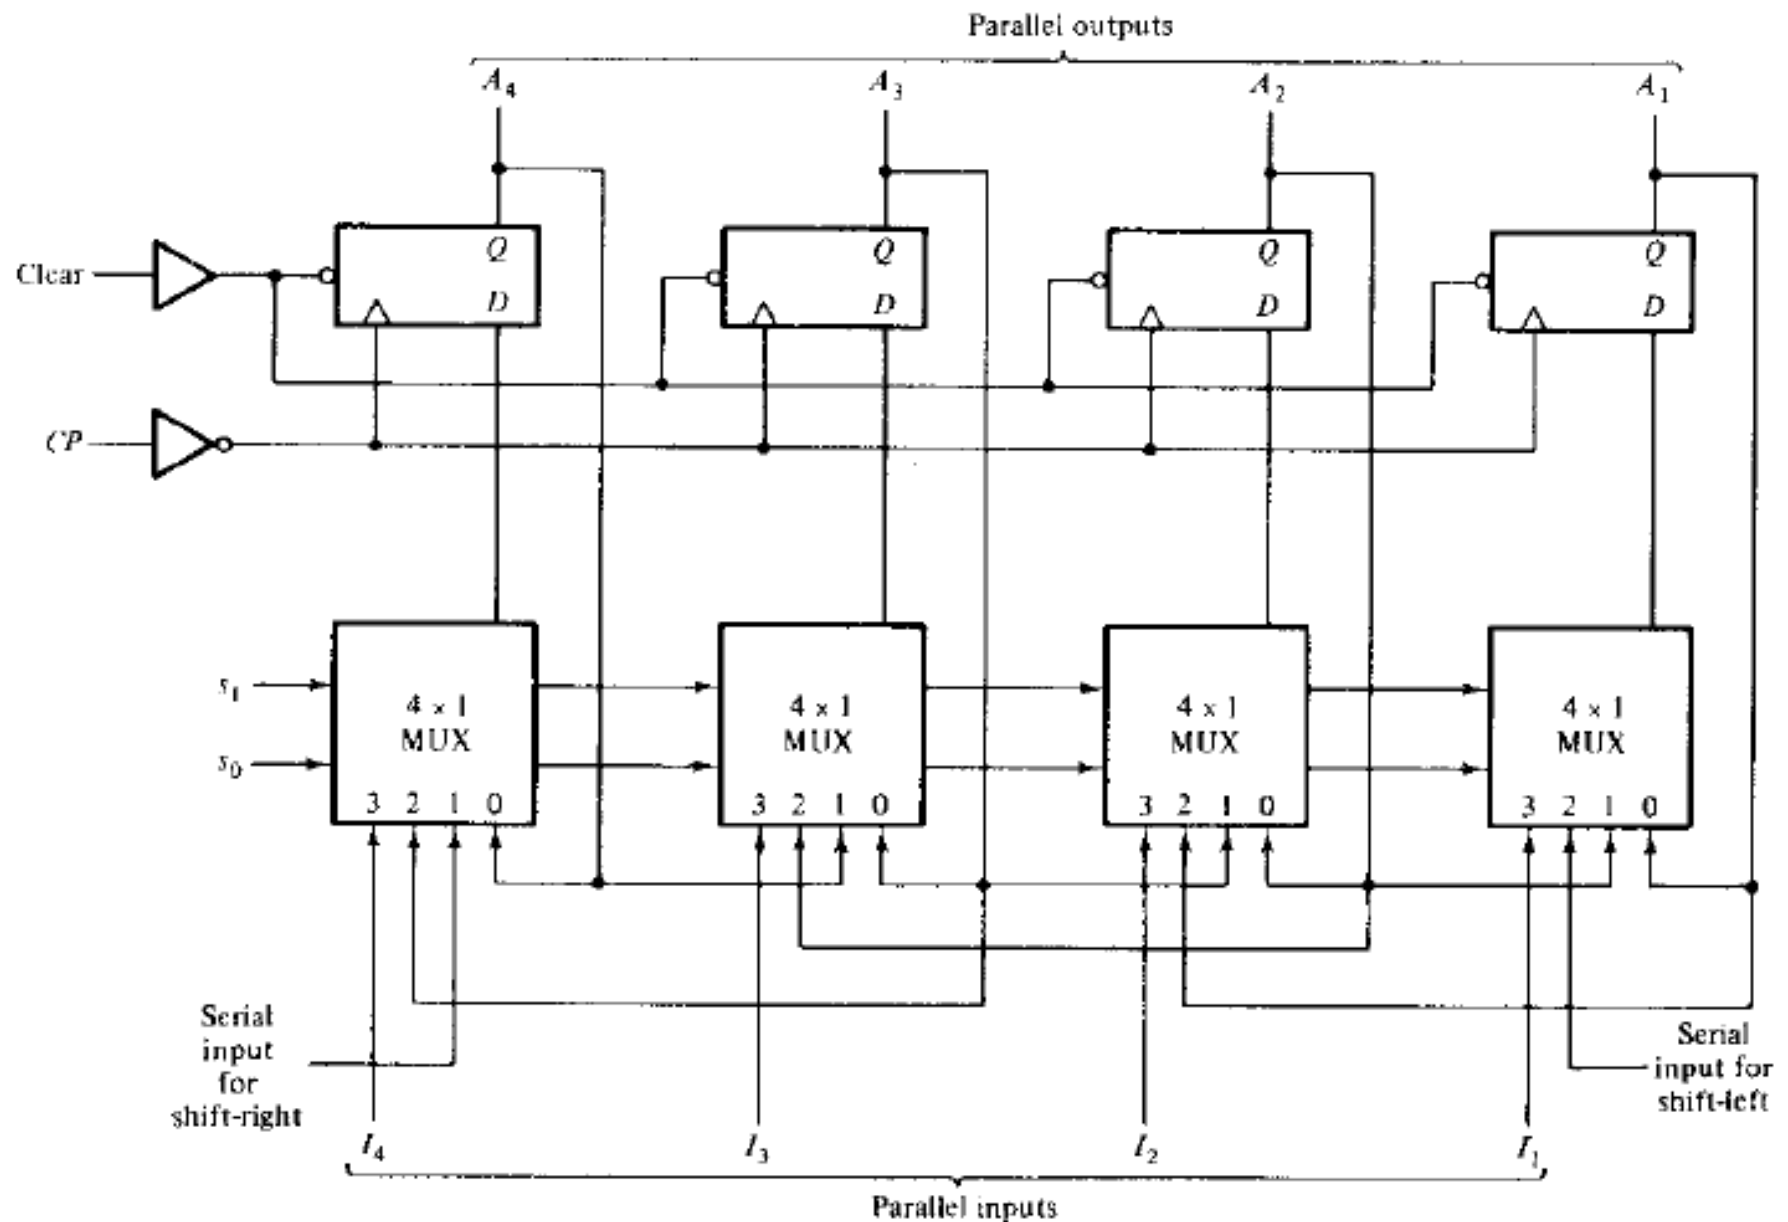 Parallel outputs
A4 A3 A2 A1
Clear
Q Q Q Q
D D D D
CP
s1
s0
4 × 1 MUX
4 × 1 MUX
4 × 1 MUX
4 × 1 MUX
3 2 1 0
3 2 1 0
3 2 1 0
3 2 1 0
Serial
input
for
shift-right
Serial
input for
shift-left
I4 I3 I2 I1
Parallel inputs